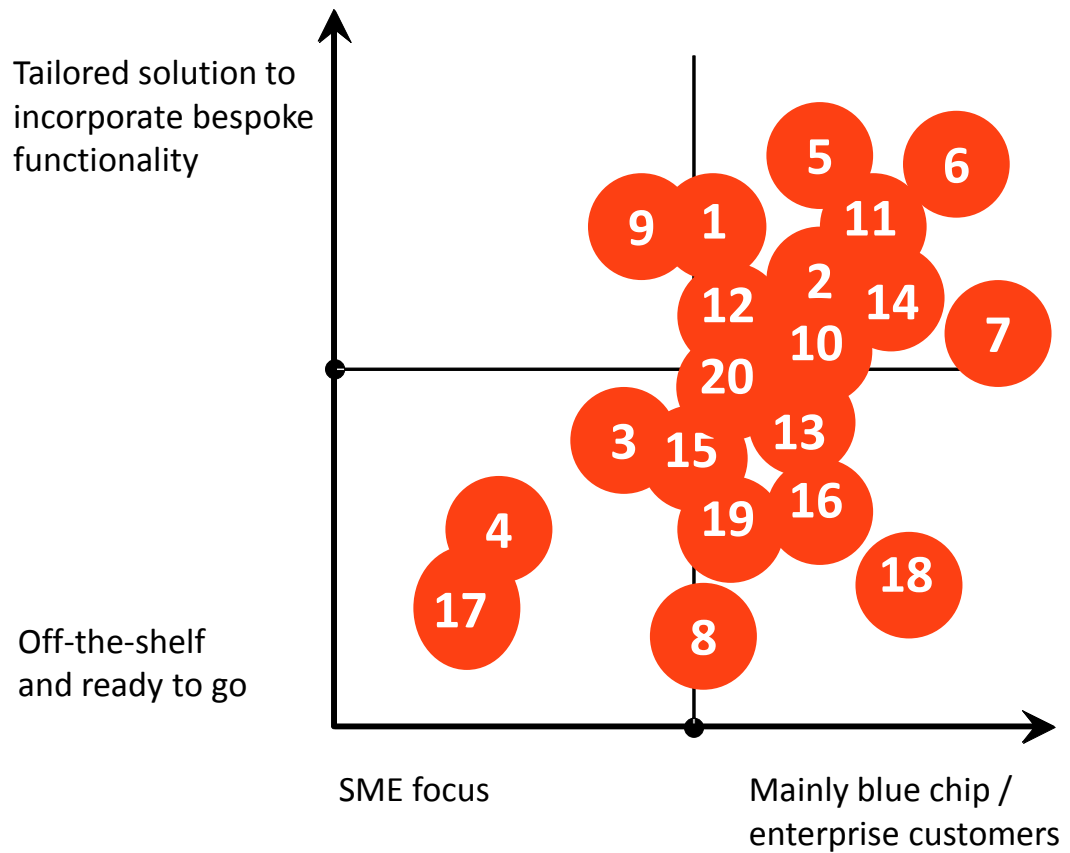 Tailored solution to
incorporate bespoke
functionality
5
6
9
1
11
2
12
14
7
10
20
3
15
13
19
16
4
17
18
8
Off-the-shelf
and ready to go
SME focus
Mainly blue chip /
enterprise customers